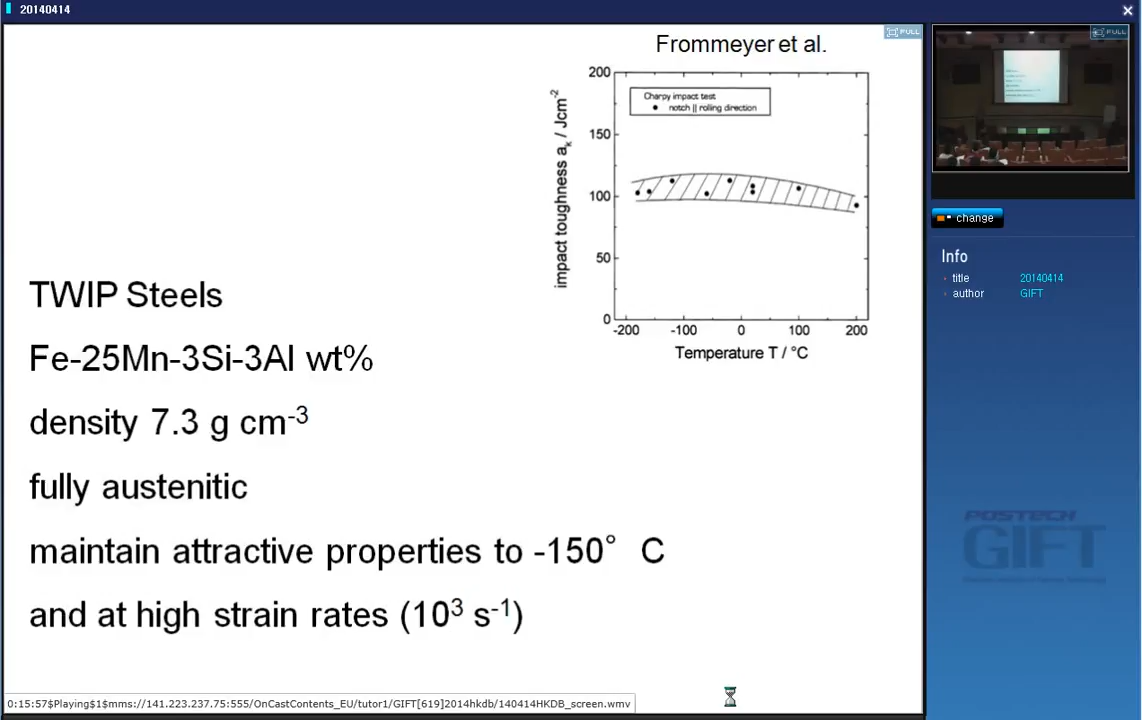 20140414
FULL
Frommeyer et al.
200
150
100
50
0
impact toughness ak / Jcm-2
Charpy impact test
• notch || rolling direction
-200 -100 0 100 200
Temperature T / °C
TWIP Steels
Fe-25Mn-3Si-3Al wt%
density 7.3 g cm-3
fully austenitic
maintain attractive properties to -150° C
and at high strain rates (10³ s-1)
0:15:57$Playing$1$mms://141.223.237.75:555/OnCastContents_EU/tutor1/GIFT[619]2014hkdb/140414HKDB_screen.wmv
FULL
change
Info
title 20140414
author GIFT
POSTECH
GIFT